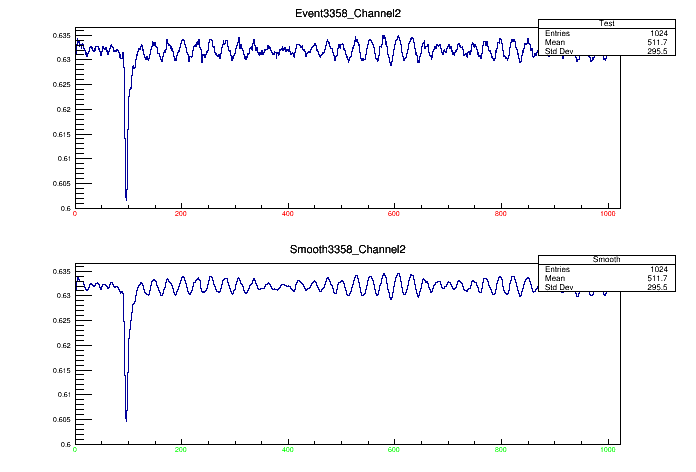 Event3358_Channel2
Test
Entries 1024
Mean 511.7
Std Dev 295.5
0.635
0.63
0.625
0.62
0.615
0.61
0.605
0.6
0 200 400 600 800 1000
Smooth3358_Channel2
Smooth
Entries 1024
Mean 511.7
Std Dev 295.5
0.635
0.63
0.625
0.62
0.615
0.61
0.605
0.6
0 200 400 600 800 1000